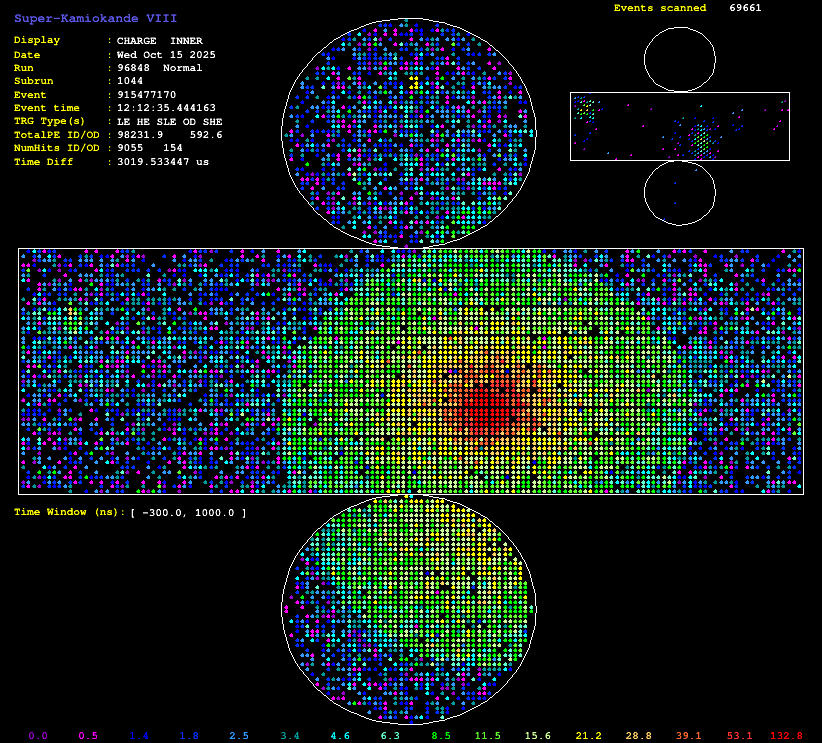 Super-Kamiokande VIII
Events scanned 69661
Display : CHARGE INNER
Date : Wed Oct 15 2025
Run : 96848 Normal
Subrun : 1044
Event : 915477170
Event time : 12:12:35.444163
TRG Type(s) : LE HE SLE OD SHE
TotalPE ID/OD : 98231.9 592.6
NumHits ID/OD : 9055 154
Time Diff : 3019.533447 us
Time Window (ns): [ -300.0, 1000.0 ]
0.0 0.5 1.4 1.8 2.5 3.4 4.6 6.3 8.5 11.5 15.6 21.2 28.8 39.1 53.1 132.8